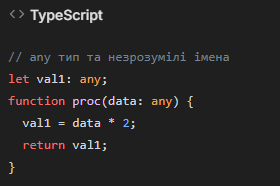 <> TypeScript
// any тип та незрозумілі імена
let val1: any;
function proc(data: any) {
  val1 = data * 2;
  return val1;
}